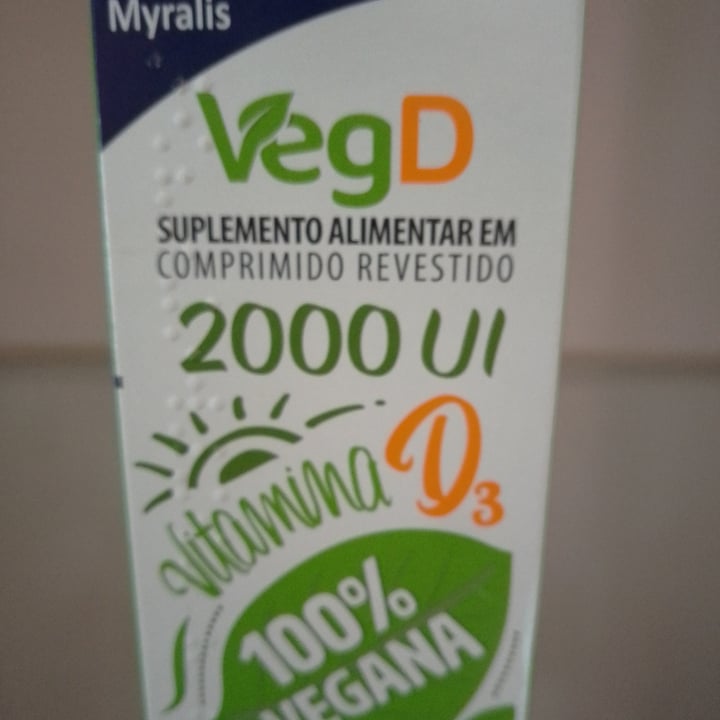 Myralis
VegD
SUPLEMENTO ALIMENTAR EM
COMPRIMIDO REVESTIDO
2000 UI
Vitamina D3
100%
VEGANA